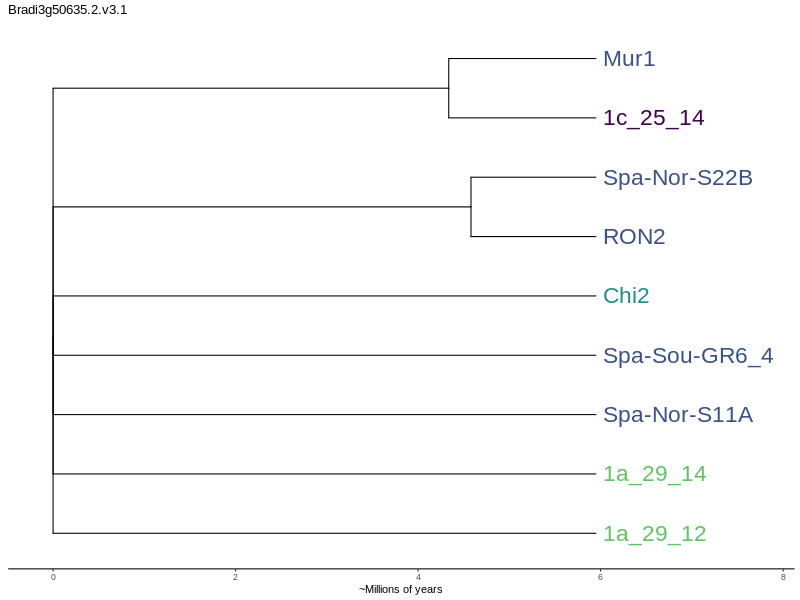 Bradi3g50635.2.v3.1
Mur1
1c_25_14
Spa-Nor-S22B
RON2
Chi2
Spa-Sou-GR6_4
Spa-Nor-S11A
1a_29_14
1a_29_12
0 2 4 6 8
~Millions of years